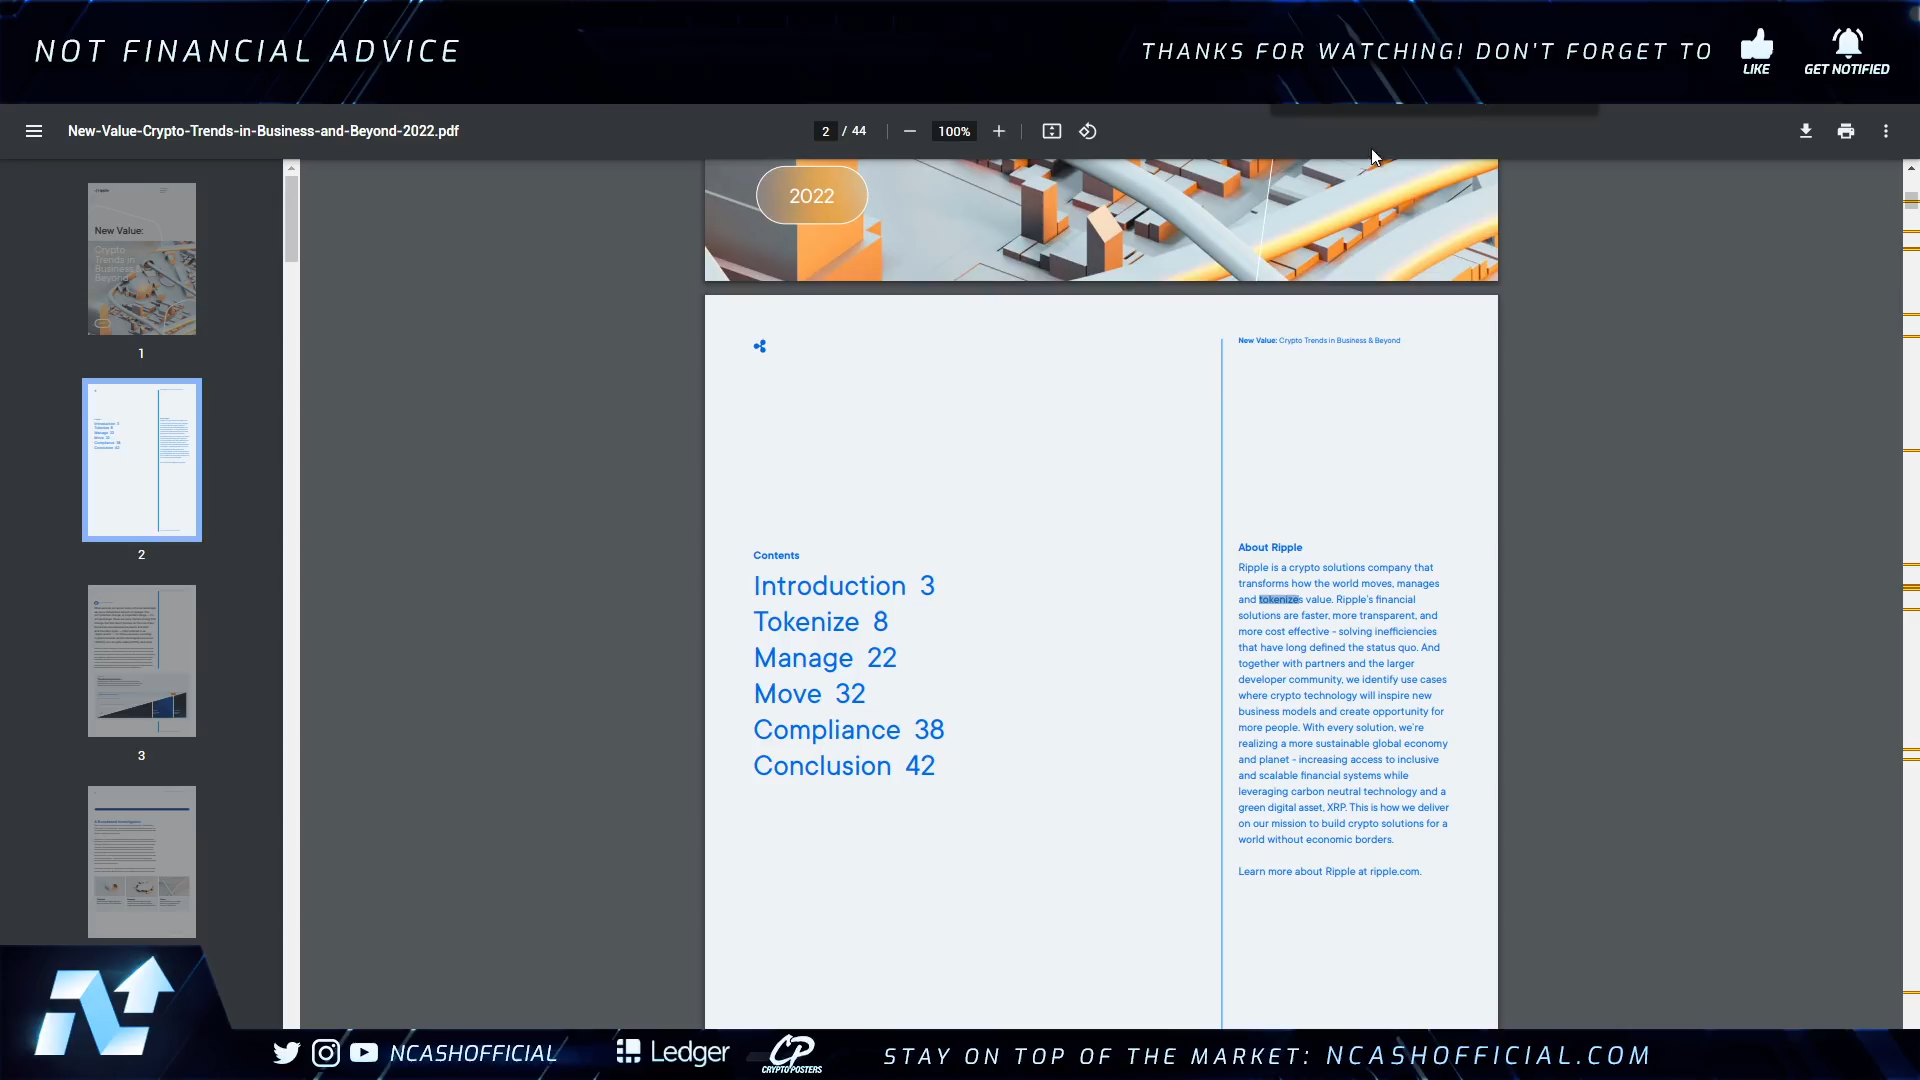 NOT FINANCIAL ADVICE
THANKS FOR WATCHING! DON'T FORGET TO
LIKE
GET NOTIFIED
New-Value-Crypto-Trends-in-Business-and-Beyond-2022.pdf
2 / 44
100%
New Value:
Crypto
Trends in
Business &
Beyond
1
2
3
2022
New Value: Crypto Trends in Business & Beyond
Contents
Introduction 3
Tokenize 8
Manage 22
Move 32
Compliance 38
Conclusion 42
About Ripple
Ripple is a crypto solutions company that
transforms how the world moves, manages
and tokenizes value. Ripple's financial
solutions are faster, more transparent, and
more cost effective - solving inefficiencies
that have long defined the status quo. And
together with partners and the larger
developer community, we identify use cases
where crypto technology will inspire new
business models and create opportunity for
more people. With every solution, we're
realizing a more sustainable global economy
and planet - increasing access to inclusive
and scalable financial systems while
leveraging carbon neutral technology and a
green digital asset, XRP. This is how we deliver
on our mission to build crypto solutions for a
world without economic borders.
Learn more about Ripple at ripple.com.
NCASHOFFICIAL
Ledger
CP
CRYPTO POSTERS
STAY ON TOP OF THE MARKET: NCASHOFFICIAL.COM